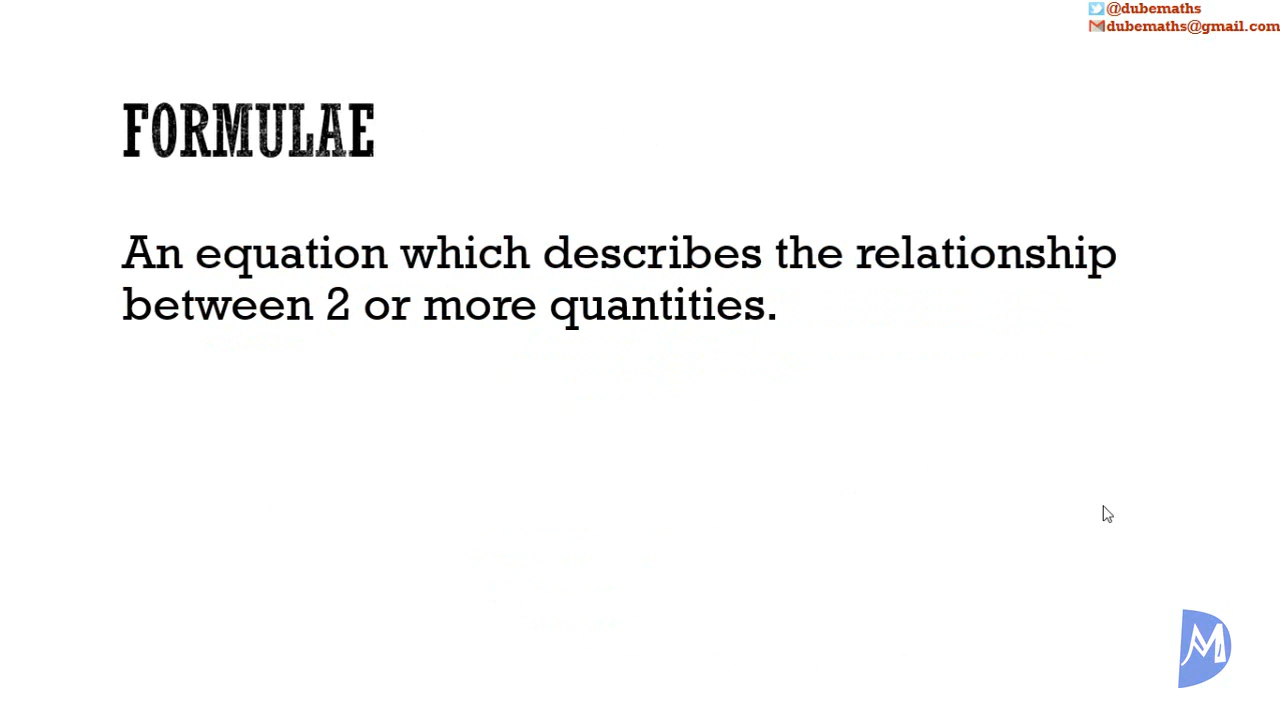 @dubemaths
dubemaths@gmail.com
FORMULAE
An equation which describes the relationship
between 2 or more quantities.
M